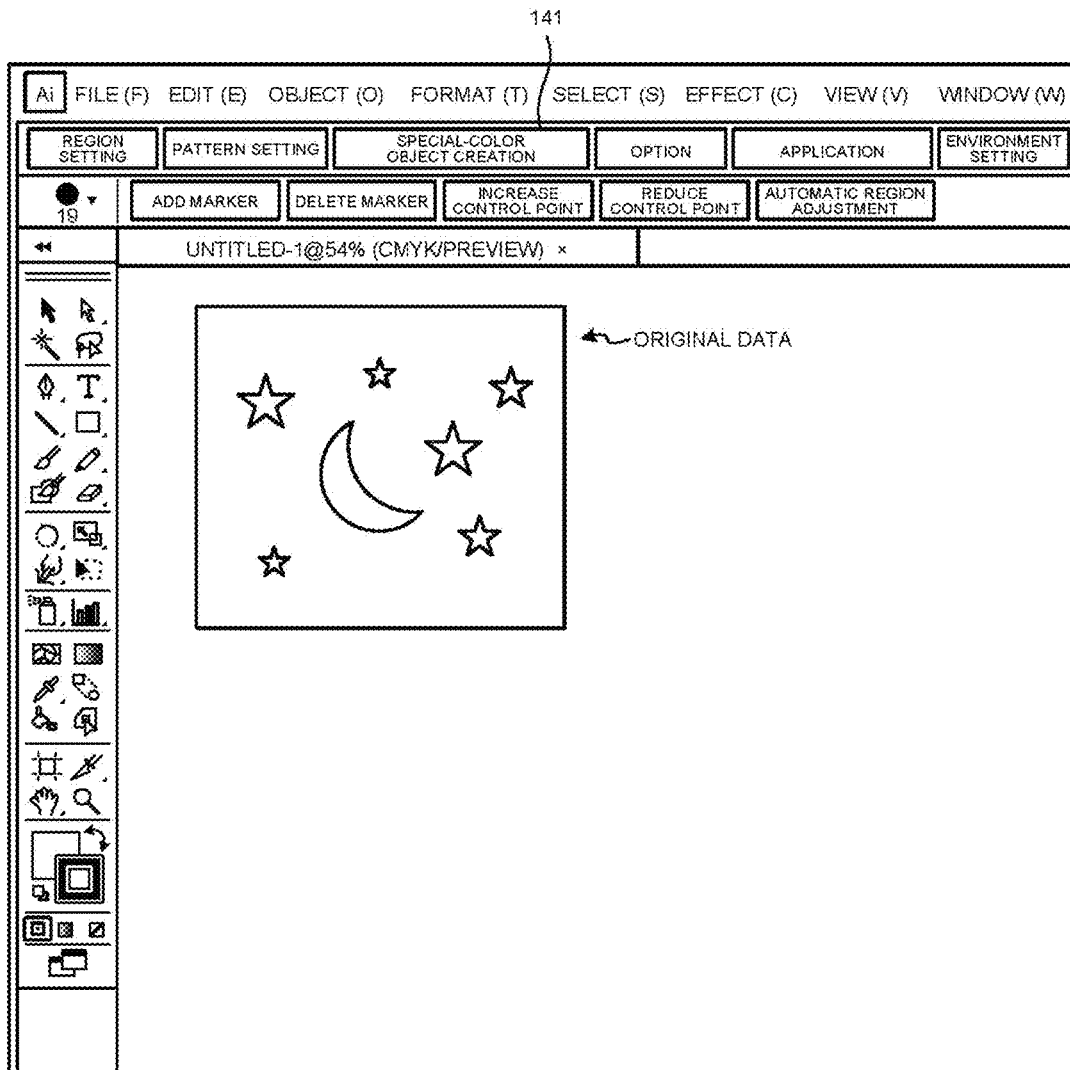 141
Ai FILE (F) EDIT (E) OBJECT (O) FORMAT (T) SELECT (S) EFFECT (C) VIEW (V) WINDOW (W)
REGION
SETTING
PATTERN SETTING
SPECIAL-COLOR
OBJECT CREATION
OPTION
APPLICATION
ENVIRONMENT
SETTING
19
ADD MARKER
DELETE MARKER
INCREASE
CONTROL POINT
REDUCE
CONTROL POINT
AUTOMATIC REGION
ADJUSTMENT
UNTITLED-1@54% (CMYK/PREVIEW) ×
ORIGINAL DATA
T